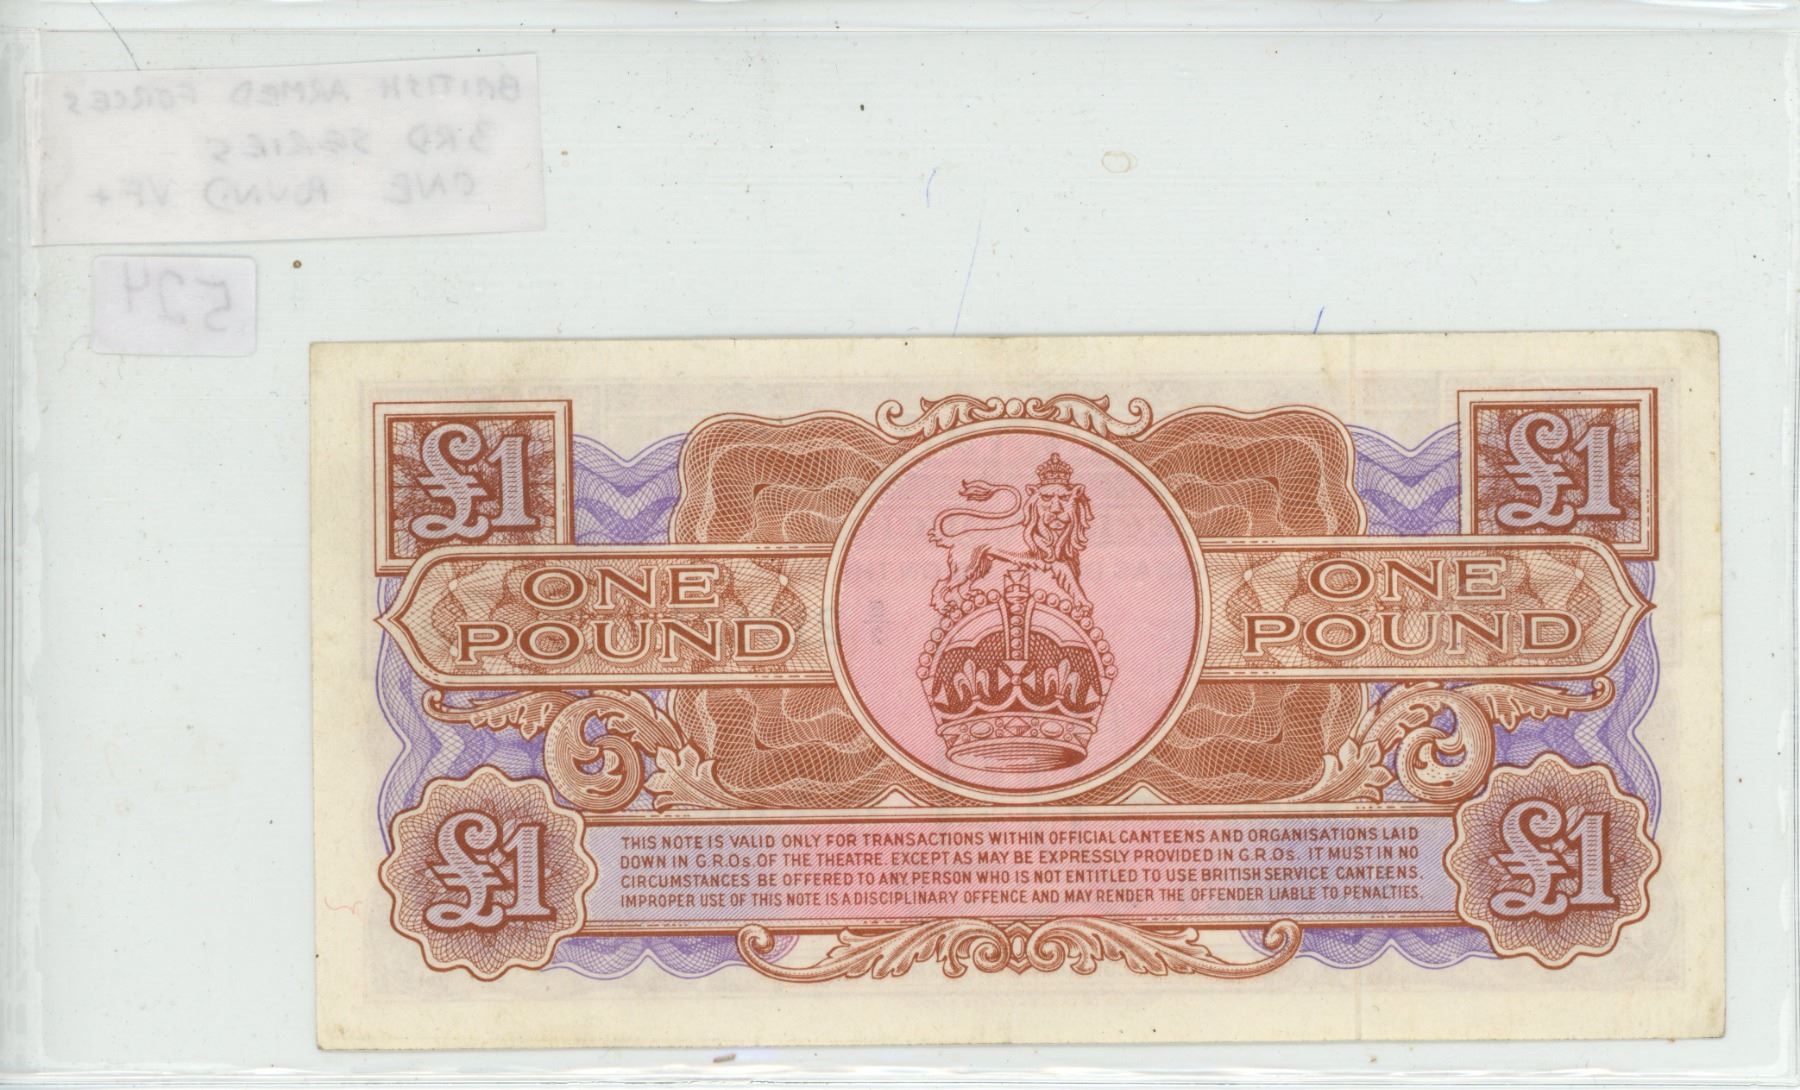 BRITISH ARMED FORCES
3RD SERIES
ONE POUND VF+
524
£1
£1
ONE
POUND
ONE
POUND
£1
£1
THIS NOTE IS VALID ONLY FOR TRANSACTIONS WITHIN OFFICIAL CANTEENS AND ORGANISATIONS LAID
DOWN IN G.R.Os. OF THE THEATRE. EXCEPT AS MAY BE EXPRESSLY PROVIDED IN G.R.Os. IT MUST IN NO
CIRCUMSTANCES BE OFFERED TO ANY PERSON WHO IS NOT ENTITLED TO USE BRITISH SERVICE CANTEENS.
IMPROPER USE OF THIS NOTE IS A DISCIPLINARY OFFENCE AND MAY RENDER THE OFFENDER LIABLE TO PENALTIES.